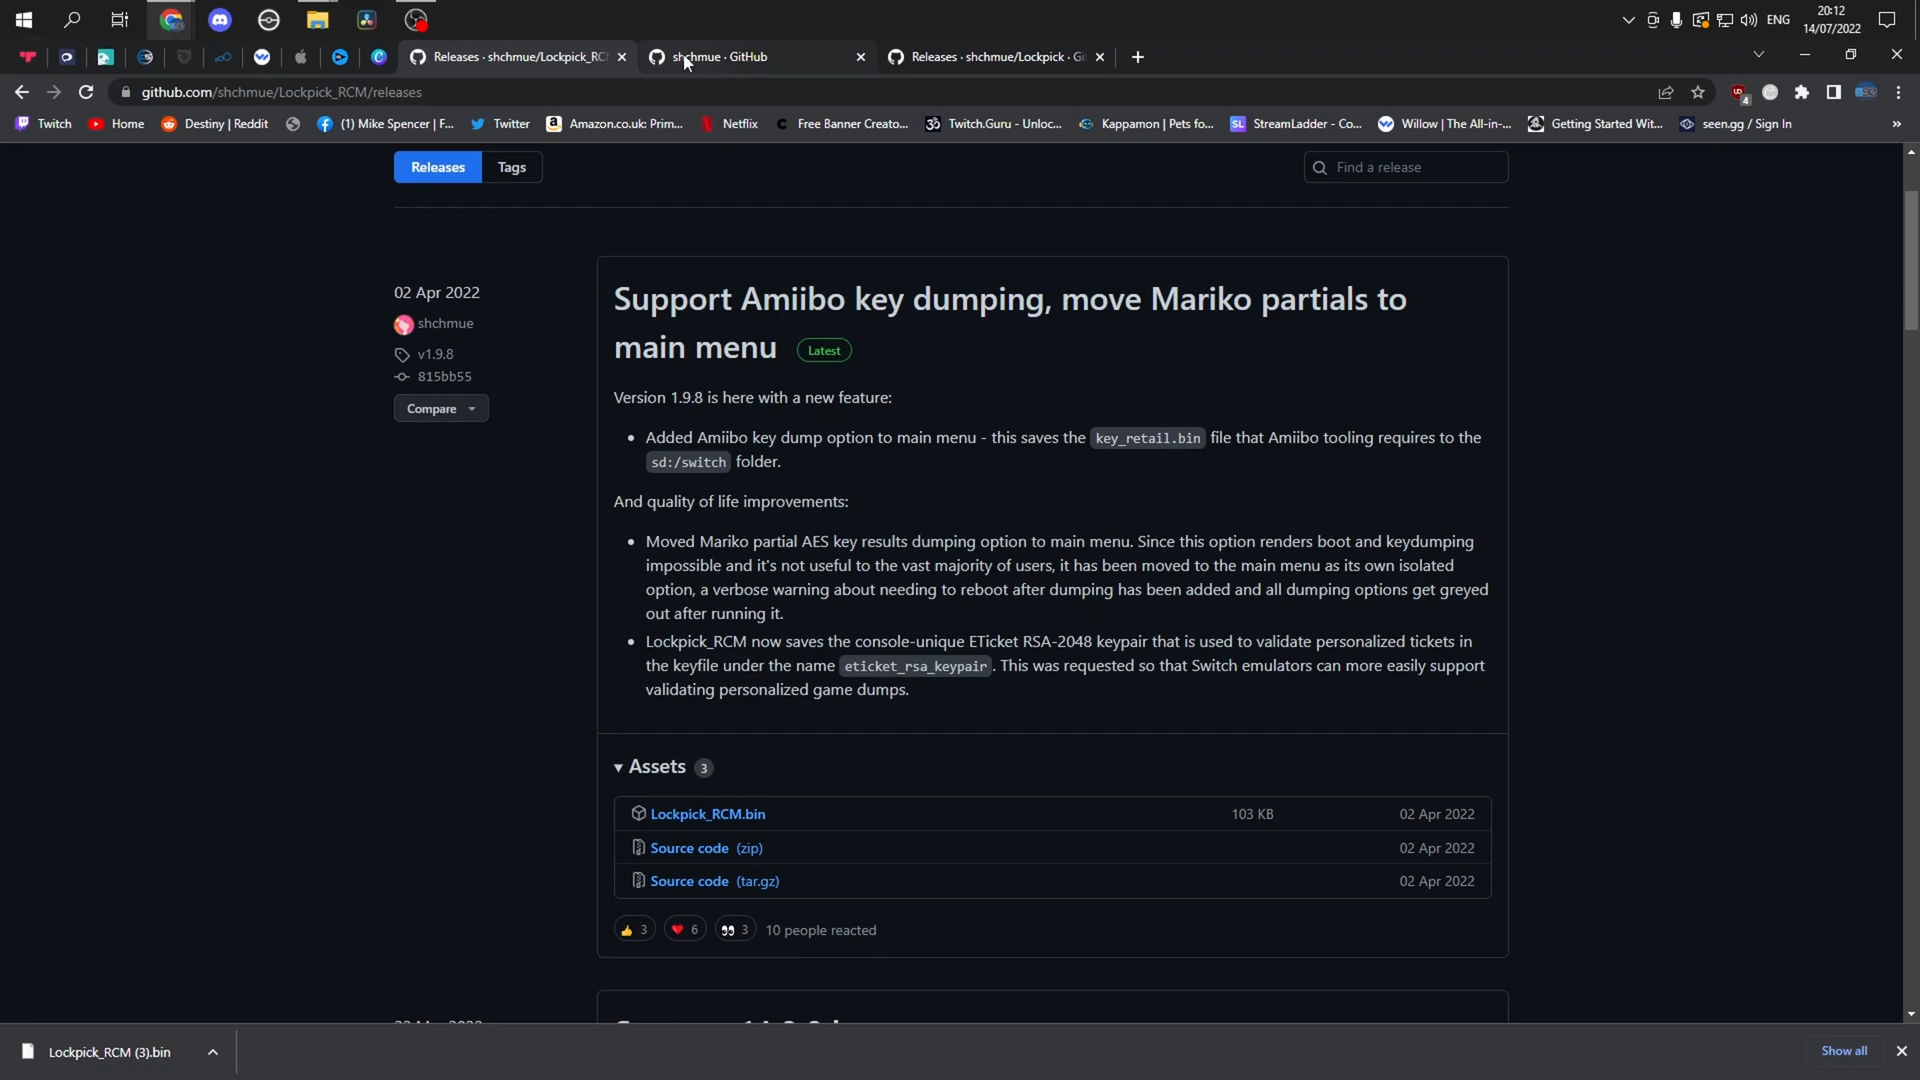 ENG
20:12
14/07/2022
Releases · shchmue/Lockpick_RC
shchmue · GitHub
Releases · shchmue/Lockpick · Gi
github.com/shchmue/Lockpick_RCM/releases
4
Twitch
Home
Destiny | Reddit
(1) Mike Spencer | F...
Twitter
Amazon.co.uk: Prim...
Netflix
Free Banner Creato...
Twitch.Guru - Unloc...
Kappamon | Pets fo...
SL
StreamLadder - Co...
Willow | The All-in-...
Getting Started Wit...
seen.gg / Sign In
Releases
Tags
Find a release
02 Apr 2022
shchmue
v1.9.8
815bb55
Compare
Support Amiibo key dumping, move Mariko partials to
main menu Latest
Version 1.9.8 is here with a new feature:
• Added Amiibo key dump option to main menu - this saves the key_retail.bin file that Amiibo tooling requires to the
sd:/switch folder.
And quality of life improvements:
• Moved Mariko partial AES key results dumping option to main menu. Since this option renders boot and keydumping
impossible and it's not useful to the vast majority of users, it has been moved to the main menu as its own isolated
option, a verbose warning about needing to reboot after dumping has been added and all dumping options get greyed
out after running it.
• Lockpick_RCM now saves the console-unique ETicket RSA-2048 keypair that is used to validate personalized tickets in
the keyfile under the name eticket_rsa_keypair. This was requested so that Switch emulators can more easily support
validating personalized game dumps.
Assets 3
Lockpick_RCM.bin 103 KB 02 Apr 2022
Source code (zip) 02 Apr 2022
Source code (tar.gz) 02 Apr 2022
3
6
3
10 people reacted
Lockpick_RCM (3).bin
Show all